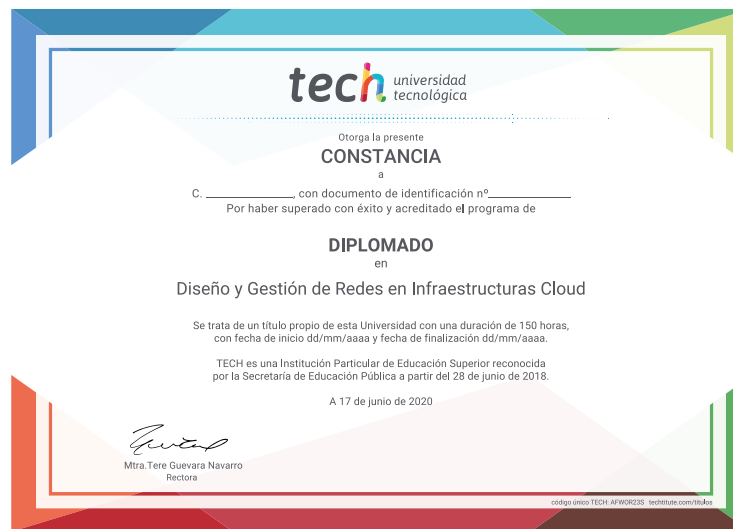 tech universidad
tecnológica
Otorga la presente
CONSTANCIA
a
C. ____________, con documento de identificación nº____________
Por haber superado con éxito y acreditado el programa de
DIPLOMADO
en
Diseño y Gestión de Redes en Infraestructuras Cloud
Se trata de un título propio de esta Universidad con una duración de 150 horas,
con fecha de inicio dd/mm/aaaa y fecha de finalización dd/mm/aaaa.
TECH es una Institución Particular de Educación Superior reconocida
por la Secretaría de Educación Pública a partir del 28 de junio de 2018.
A 17 de junio de 2020
Mtra.Tere Guevara Navarro
Rectora
código único TECH: AFWOR23S techtitute.com/títulos